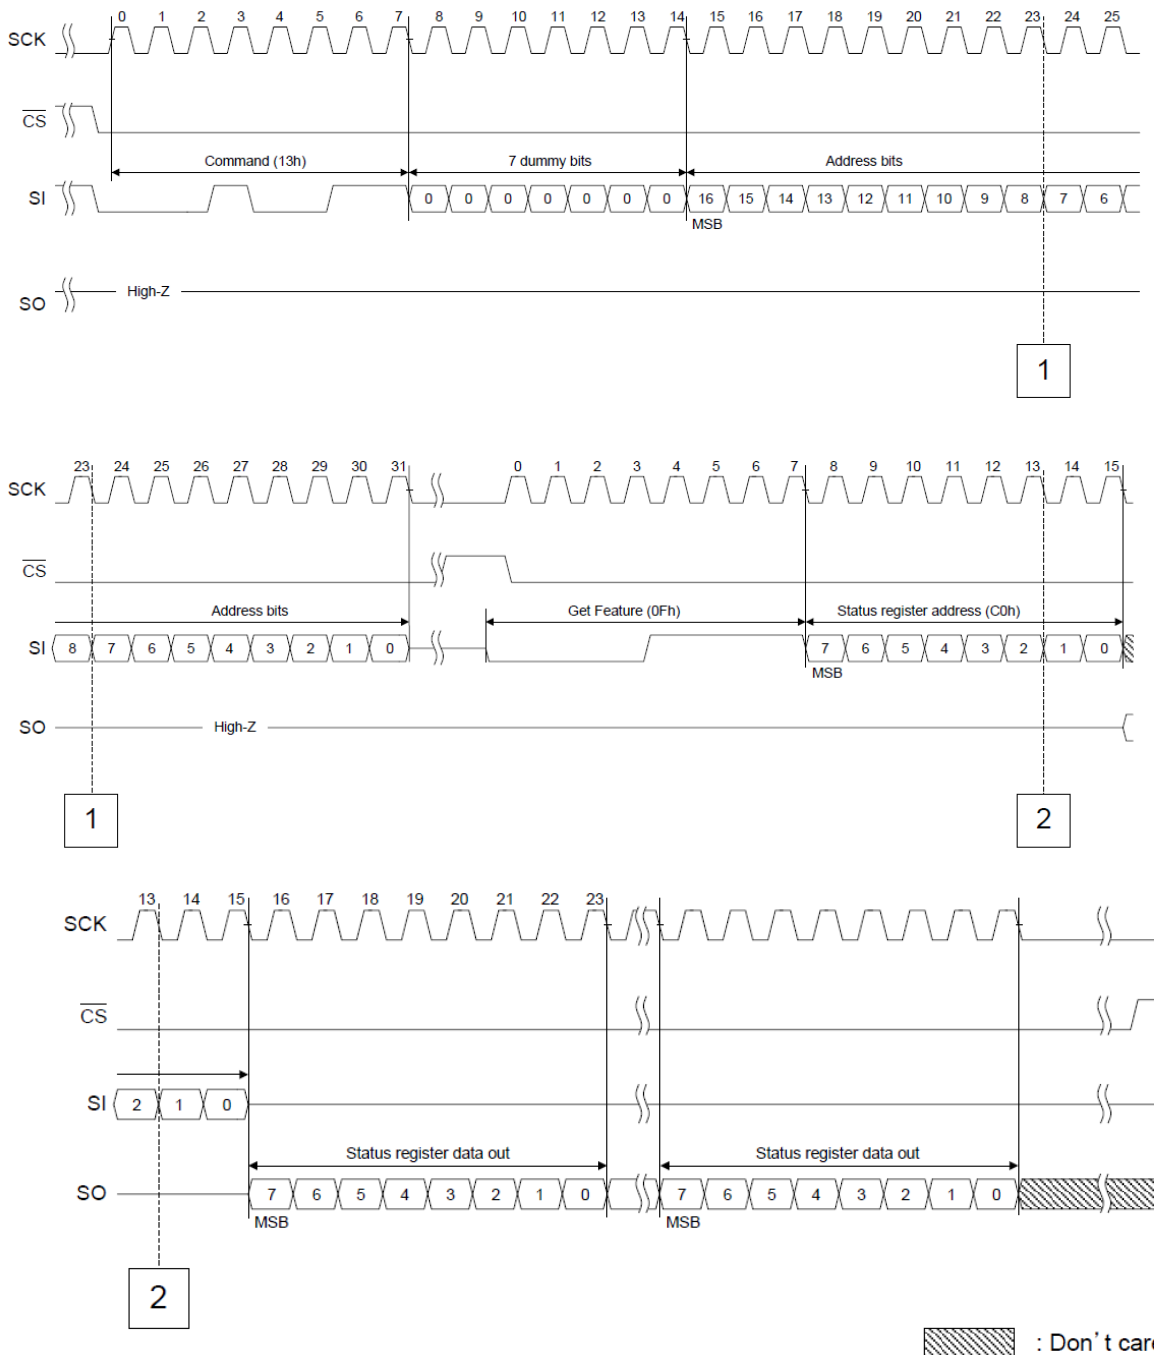 0 1 2 3 4 5 6 7 8 9 10 11 12 13 14 15 16 17 18 19 20 21 22 23 24 25
SCK
CS
Command (13h) 7 dummy bits Address bits
SI 0 0 0 0 0 0 0 16 15 14 13 12 11 10 9 8 7 6
MSB
SO High-Z
1
23 24 25 26 27 28 29 30 31 0 1 2 3 4 5 6 7 8 9 10 11 12 13 14 15
SCK
CS
Address bits Get Feature (0Fh) Status register address (C0h)
SI 8 7 6 5 4 3 2 1 0 7 6 5 4 3 2 1 0
MSB
SO High-Z
1 2
13 14 15 16 17 18 19 20 21 22 23
SCK
CS
SI 2 1 0
Status register data out Status register data out
SO 7 6 5 4 3 2 1 0 7 6 5 4 3 2 1 0
MSB MSB
2
: Don't care